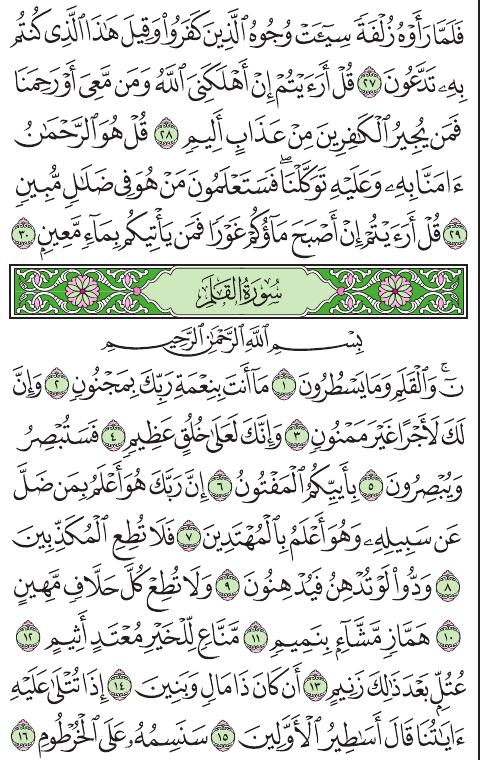 فَلَمَّا رَأَوْهُ زُلْفَةً سِيٓـَٔتْ وُجُوهُ ٱلَّذِينَ كَفَرُوا۟ وَقِيلَ هَٰذَا ٱلَّذِى كُنتُم
بِهِۦ تَدَّعُونَ ٢٧ قُلْ أَرَءَيْتُمْ إِنْ أَهْلَكَنِىَ ٱللَّهُ وَمَن مَّعِىَ أَوْ رَحِمَنَا
فَمَن يُجِيرُ ٱلْكَٰفِرِينَ مِنْ عَذَابٍ أَلِيمٍ ٢٨ قُلْ هُوَ ٱلرَّحْمَٰنُ
ءَامَنَّا بِهِۦ وَعَلَيْهِ تَوَكَّلْنَا ۖ فَسَتَعْلَمُونَ مَنْ هُوَ فِى ضَلَٰلٍ مُّبِينٍ
٢٩ قُلْ أَرَءَيْتُمْ إِنْ أَصْبَحَ مَآؤُكُمْ غَوْرًا فَمَن يَأْتِيكُم بِمَآءٍ مَّعِينٍۭ ٣٠
سُورَةُ القَلَمِ
بِسْمِ ٱللَّهِ ٱلرَّحْمَٰنِ ٱلرَّحِيمِ
نٓ ۚ وَٱلْقَلَمِ وَمَا يَسْطُرُونَ ١ مَآ أَنتَ بِنِعْمَةِ رَبِّكَ بِمَجْنُونٍ ٢ وَإِنَّ
لَكَ لَأَجْرًا غَيْرَ مَمْنُونٍ ٣ وَإِنَّكَ لَعَلَىٰ خُلُقٍ عَظِيمٍ ٤ فَسَتُبْصِرُ
وَيُبْصِرُونَ ٥ بِأَييِّكُمُ ٱلْمَفْتُونُ ٦ إِنَّ رَبَّكَ هُوَ أَعْلَمُ بِمَن ضَلَّ
عَن سَبِيلِهِۦ وَهُوَ أَعْلَمُ بِٱلْمُهْتَدِينَ ٧ فَلَا تُطِعِ ٱلْمُكَذِّبِينَ
٨ وَدُّوا۟ لَوْ تُدْهِنُ فَيُدْهِنُونَ ٩ وَلَا تُطِعْ كُلَّ حَلَّافٍ مَّهِينٍ
١٠ هَمَّازٍ مَّشَّآءٍۭ بِنَمِيمٍ ١١ مَّنَّاعٍ لِّلْخَيْرِ مُعْتَدٍ أَثِيمٍ ١٢
عُتُلٍّۭ بَعْدَ ذَٰلِكَ زَنِيمٍ ١٣ أَن كَانَ ذَا مَالٍ وَبَنِينَ ١٤ إِذَا تُتْلَىٰ عَلَيْهِ
ءَايَٰتُنَا قَالَ أَسَٰطِيرُ ٱلْأَوَّلِينَ ١٥ سَنَسِمُهُۥ عَلَى ٱلْخُرْطُومِ ١٦